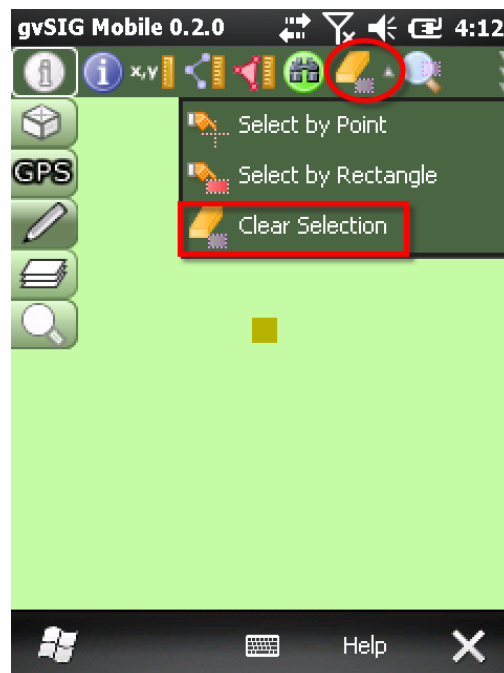 gvSIG Mobile 0.2.0 4:12
x,y
Select by Point
GPS
Select by Rectangle
Clear Selection
Help